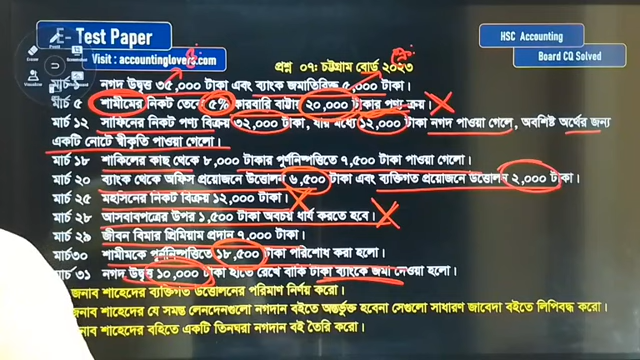 Test Paper
Visit : accountinglovers.com
HSC Accounting
Board CQ Solved
প্রশ্ন ০৭: চট্টগ্রাম বোর্ড ২০২৩
নগদ উদ্বৃত্ত ৩৫,০০০ টাকা এবং ব্যাংক জমাতিরিক্ত ৫,০০০ টাকা।
মার্চ ৫ শামীমের নিকট থেকে ৫% কারবারি বাট্টায় ২০,০০০ টাকার পণ্য ক্রয়।
মার্চ ১২ সাফিনের নিকট পণ্য বিক্রয় ৩২,০০০ টাকা, যার মধ্যে ১২,০০০ টাকা নগদ পাওয়া গেলে, অবশিষ্ট অর্থের জন্য
একটি নোটে স্বীকৃতি পাওয়া গেলো।
মার্চ ১৮ শাকিলের কাছ থেকে ৮,০০০ টাকার পূর্ণনিষ্পত্তিতে ৭,৫০০ টাকা পাওয়া গেলো।
মার্চ ২০ ব্যাংক থেকে অফিস প্রয়োজনে উত্তোলন ৬,৫০০ টাকা এবং ব্যক্তিগত প্রয়োজনে উত্তোলন ২,০০০ টাকা।
মার্চ ২৫ মহসিনের নিকট বিক্রয় ১২,০০০ টাকা।
মার্চ ২৮ আসবাবপত্রের উপর ১,৫০০ টাকা অবচয় ধার্য করতে হবে।
মার্চ ২৯ জীবন বিমার প্রিমিয়াম প্রদান ৭,০০০ টাকা।
মার্চ৩০ শামীমকে পূর্ণনিষ্পত্তিতে ১৮,৫০০ টাকা পরিশোধ করা হলো।
মার্চ ৩১ নগদ উদ্বৃত্ত ১০,০০০ টাকা হাতে রেখে বাকি টাকা ব্যাংকে জমা দেওয়া হলো।
জনাব শাহেদের ব্যক্তিগত উত্তোলনের পরিমাণ নির্ণয় করো।
জনাব শাহেদের যে সমস্ত লেনদেনগুলো নগদান বইতে অন্তর্ভুক্ত হবেনা সেগুলো সাধারণ জাবেদা বইতে লিপিবদ্ধ করো।
জনাব শাহেদের বহিতে একটি তিনঘরা নগদান বই তৈরি করো।